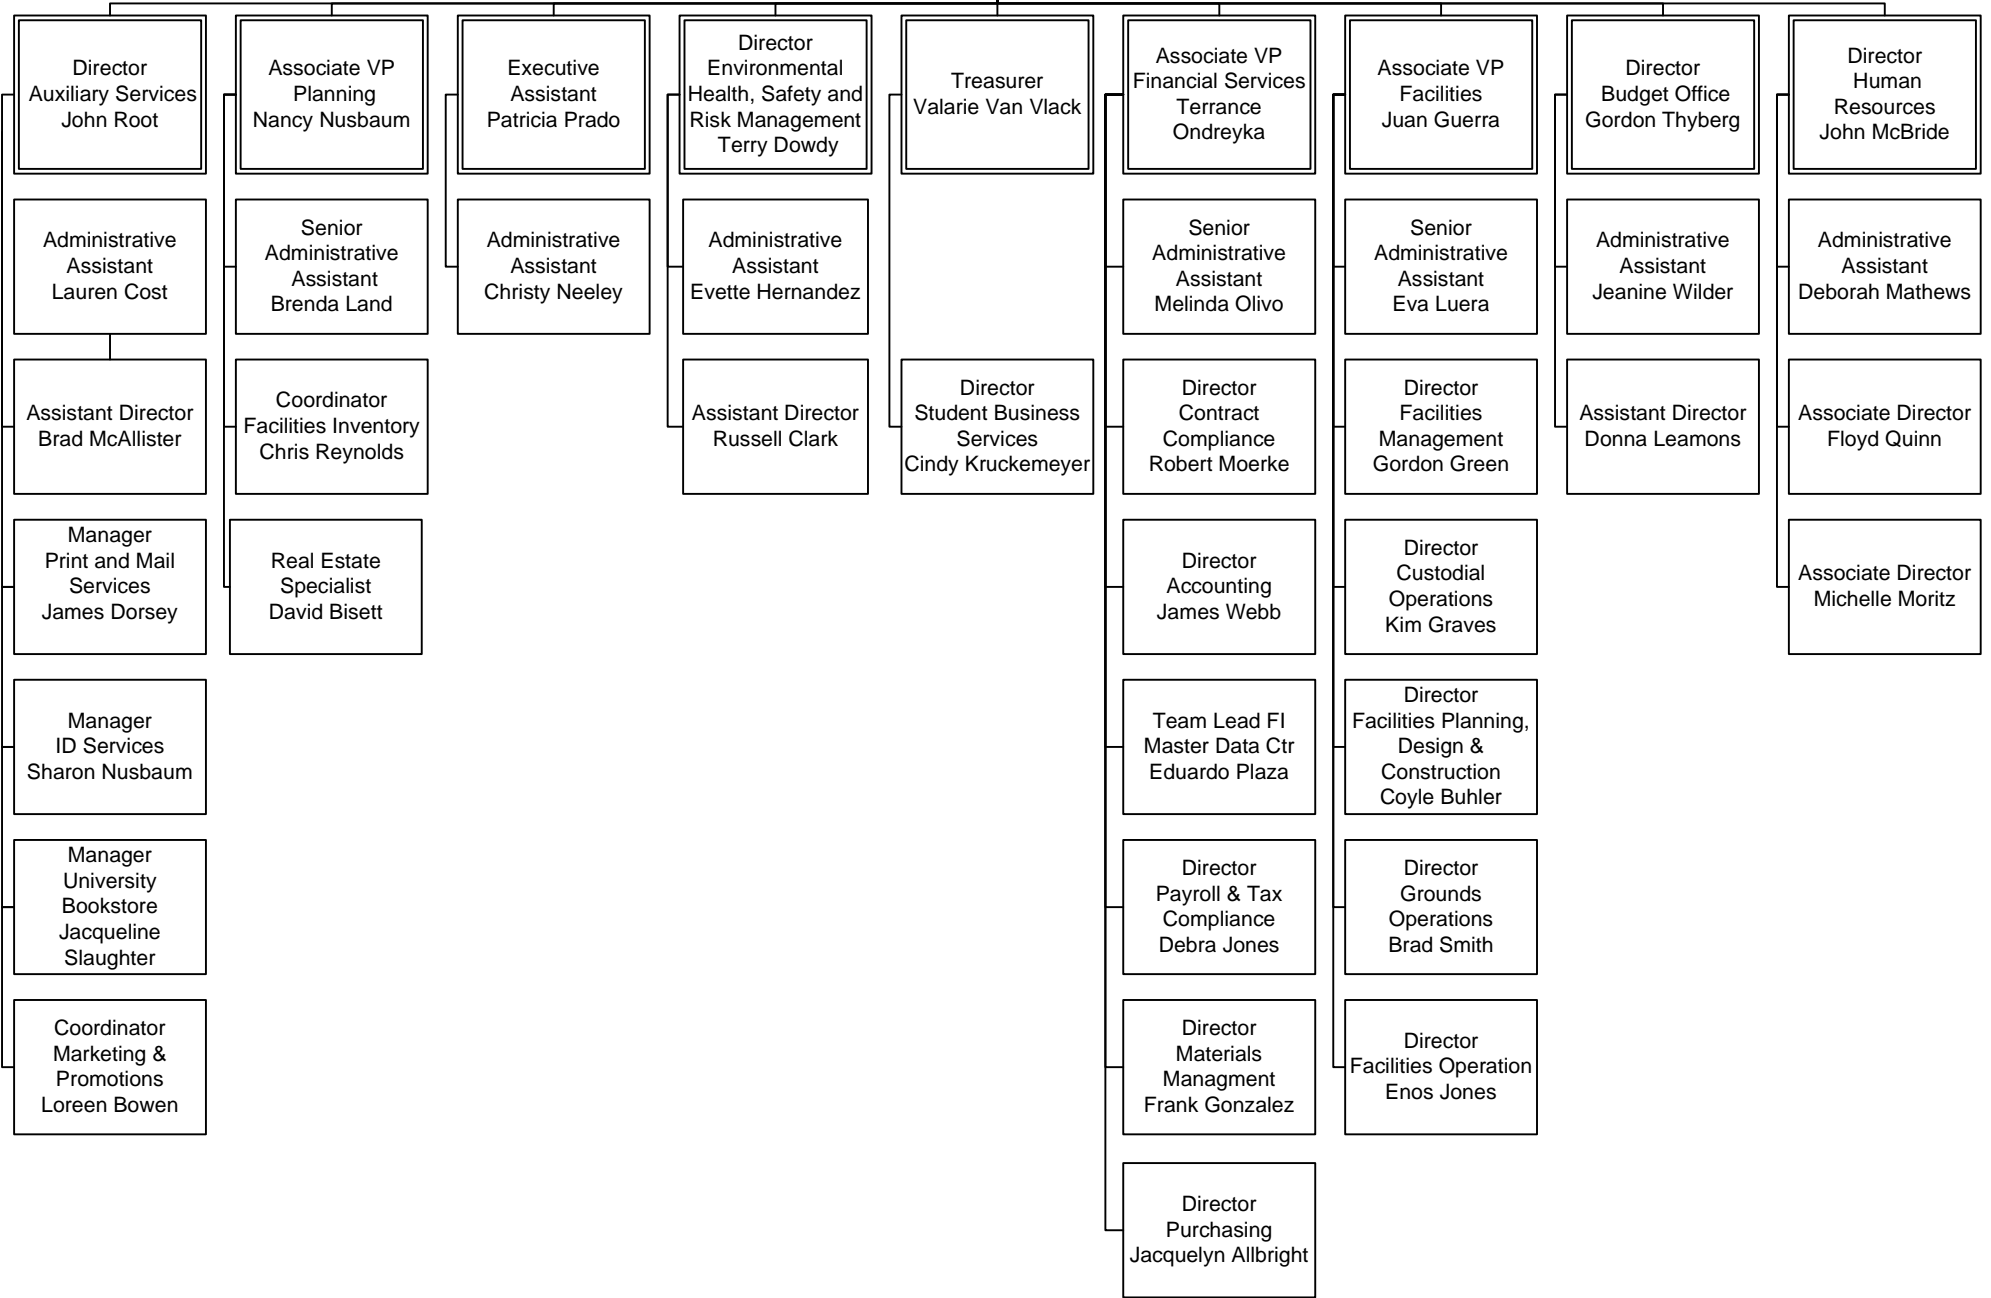 Director
Auxiliary Services
John Root
Associate VP
Planning
Nancy Nusbaum
Executive
Assistant
Patricia Prado
Director
Environmental
Health, Safety and
Risk Management
Terry Dowdy
Treasurer
Valarie Van Vlack
Associate VP
Financial Services
Terrance
Ondreyka
Associate VP
Facilities
Juan Guerra
Director
Budget Office
Gordon Thyberg
Director
Human
Resources
John McBride
Administrative
Assistant
Lauren Cost
Senior
Administrative
Assistant
Brenda Land
Administrative
Assistant
Christy Neeley
Administrative
Assistant
Evette Hernandez
Senior
Administrative
Assistant
Melinda Olivo
Senior
Administrative
Assistant
Eva Luera
Administrative
Assistant
Jeanine Wilder
Administrative
Assistant
Deborah Mathews
Assistant Director
Brad McAllister
Coordinator
Facilities Inventory
Chris Reynolds
Assistant Director
Russell Clark
Director
Student Business
Services
Cindy Kruckemeyer
Director
Contract
Compliance
Robert Moerke
Director
Facilities
Management
Gordon Green
Assistant Director
Donna Leamons
Associate Director
Floyd Quinn
Manager
Print and Mail
Services
James Dorsey
Real Estate
Specialist
David Bisett
Director
Accounting
James Webb
Director
Custodial
Operations
Kim Graves
Associate Director
Michelle Moritz
Manager
ID Services
Sharon Nusbaum
Team Lead FI
Master Data Ctr
Eduardo Plaza
Director
Facilities Planning,
Design &
Construction
Coyle Buhler
Manager
University
Bookstore
Jacqueline
Slaughter
Director
Payroll & Tax
Compliance
Debra Jones
Director
Grounds
Operations
Brad Smith
Coordinator
Marketing &
Promotions
Loreen Bowen
Director
Materials
Managment
Frank Gonzalez
Director
Facilities Operation
Enos Jones
Director
Purchasing
Jacquelyn Allbright